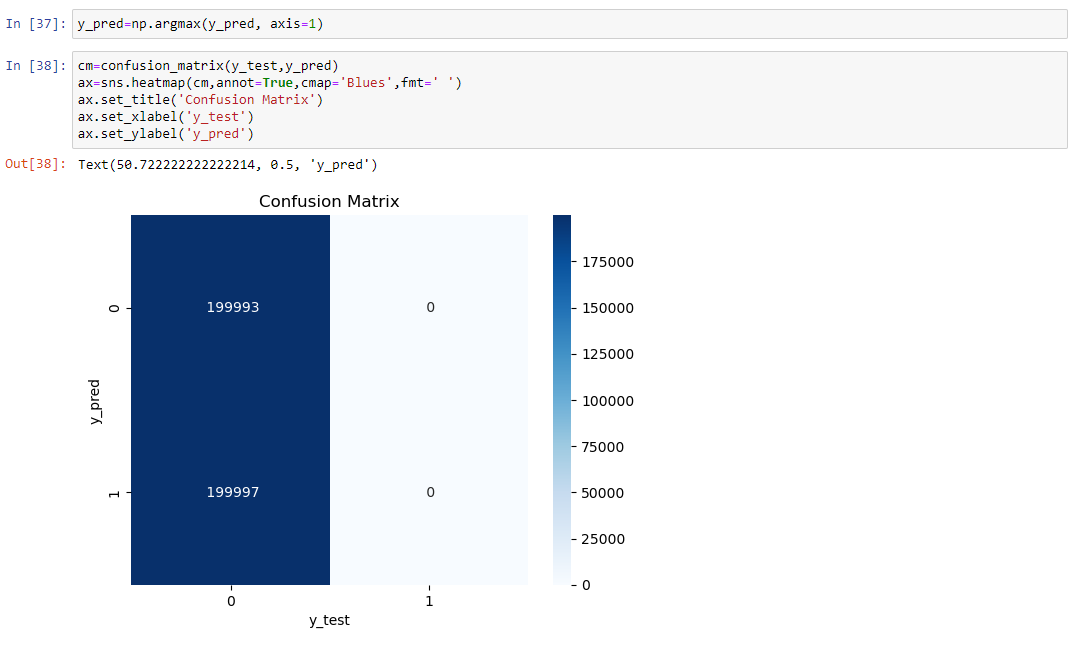 In [37]: y_pred=np.argmax(y_pred, axis=1)
In [38]: cm=confusion_matrix(y_test,y_pred)
ax=sns.heatmap(cm,annot=True,cmap='Blues',fmt=' ')
ax.set_title('Confusion Matrix')
ax.set_xlabel('y_test')
ax.set_ylabel('y_pred')
Out[38]: Text(50.722222222222214, 0.5, 'y_pred')
Confusion Matrix
199993 0
199997 0
0
1
y_pred
0 1
y_test
175000
150000
125000
100000
75000
50000
25000
0